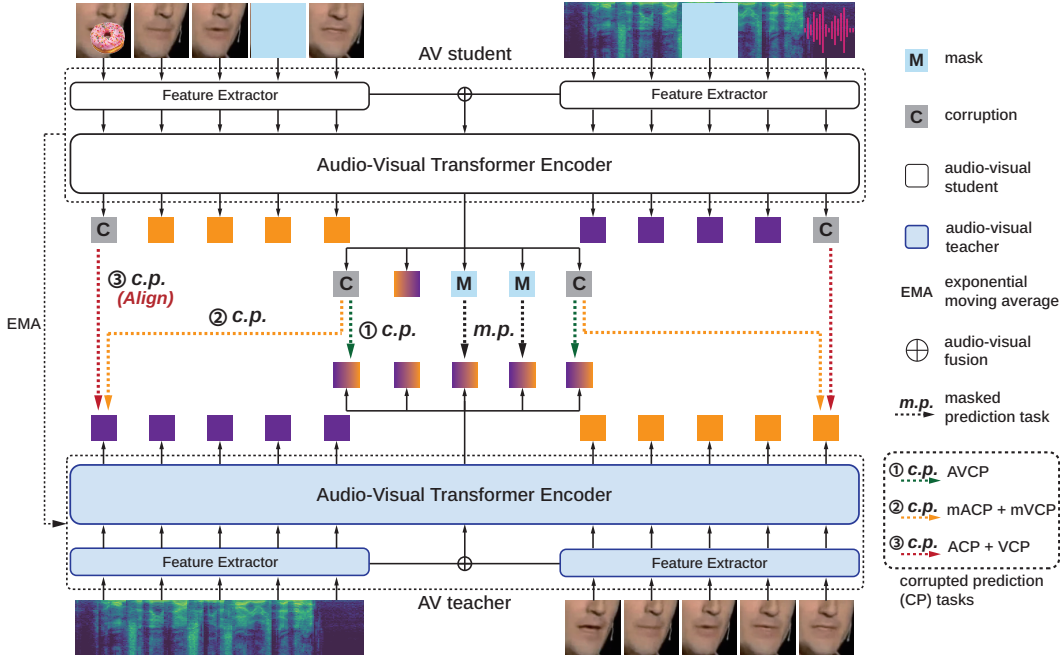 AV student
Feature Extractor
Feature Extractor
Audio-Visual Transformer Encoder
C
C
③ c.p.
(Align)
C
M
M
C
② c.p.
① c.p.
m.p.
EMA
Audio-Visual Transformer Encoder
Feature Extractor
Feature Extractor
AV teacher
M
mask
C
corruption
audio-visual
student
audio-visual
teacher
EMA
exponential
moving average
audio-visual
fusion
m.p.
masked
prediction task
① c.p. AVCP
② c.p. mACP + mVCP
③ c.p. ACP + VCP
corrupted prediction
(CP) tasks